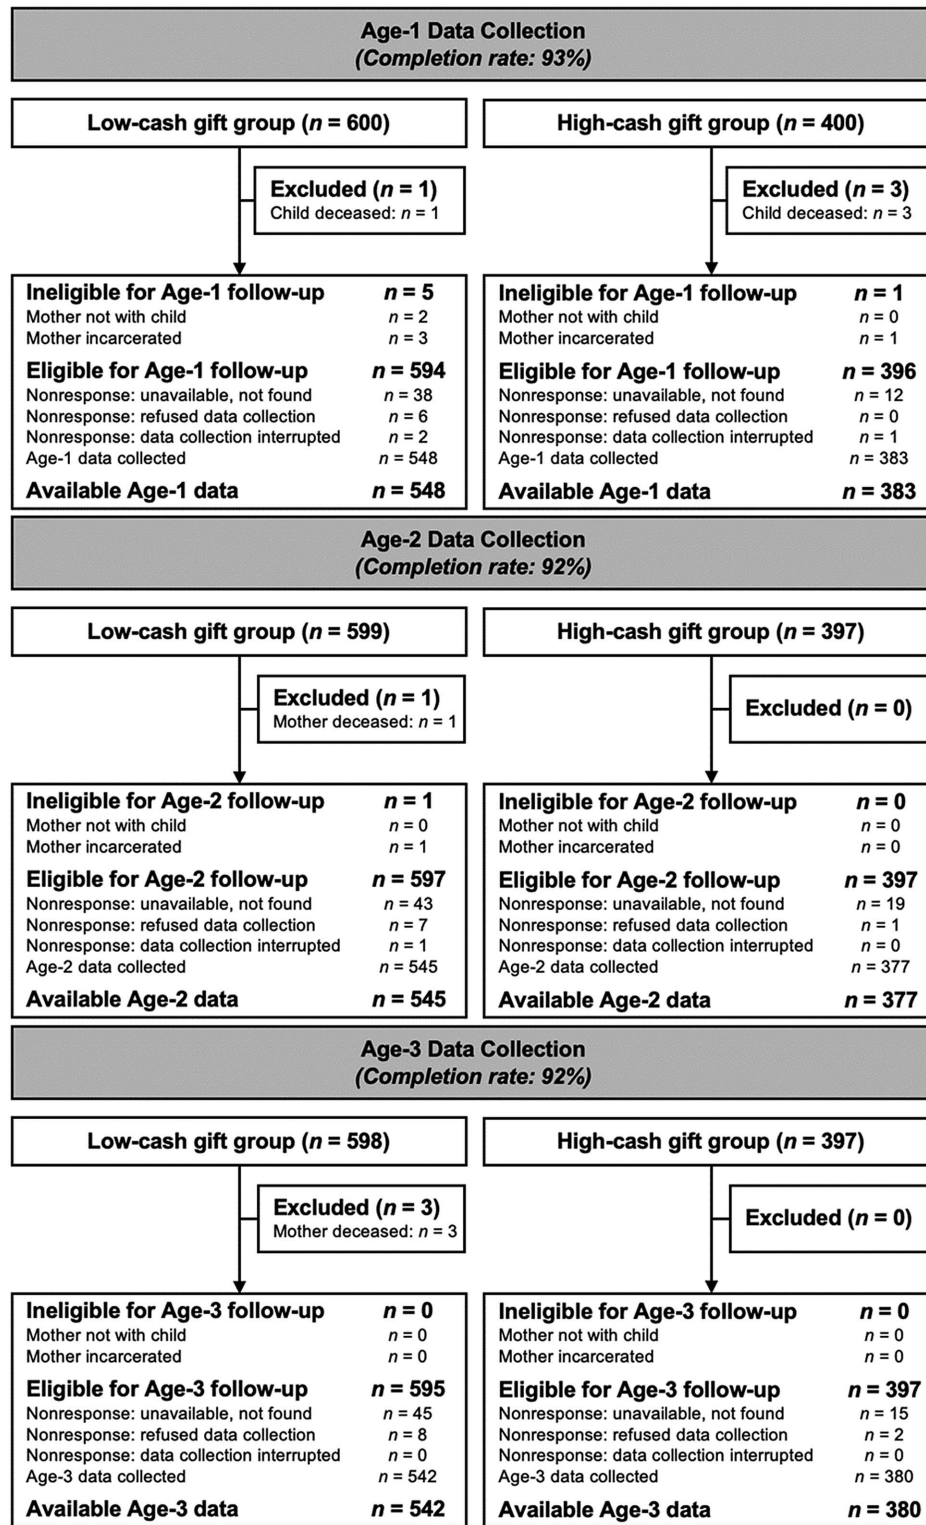 Age-1 Data Collection
(Completion rate: 93%)
Low-cash gift group (n = 600)
High-cash gift group (n = 400)
Excluded (n = 1)
Child deceased: n = 1
Excluded (n = 3)
Child deceased: n = 3
Ineligible for Age-1 follow-up n = 5
Mother not with child n = 2
Mother incarcerated n = 3
Eligible for Age-1 follow-up n = 594
Nonresponse: unavailable, not found n = 38
Nonresponse: refused data collection n = 6
Nonresponse: data collection interrupted n = 2
Age-1 data collected n = 548
Available Age-1 data n = 548
Ineligible for Age-1 follow-up n = 1
Mother not with child n = 0
Mother incarcerated n = 1
Eligible for Age-1 follow-up n = 396
Nonresponse: unavailable, not found n = 12
Nonresponse: refused data collection n = 0
Nonresponse: data collection interrupted n = 1
Age-1 data collected n = 383
Available Age-1 data n = 383
Age-2 Data Collection
(Completion rate: 92%)
Low-cash gift group (n = 599)
High-cash gift group (n = 397)
Excluded (n = 1)
Mother deceased: n = 1
Excluded (n = 0)
Ineligible for Age-2 follow-up n = 1
Mother not with child n = 0
Mother incarcerated n = 1
Eligible for Age-2 follow-up n = 597
Nonresponse: unavailable, not found n = 43
Nonresponse: refused data collection n = 7
Nonresponse: data collection interrupted n = 1
Age-2 data collected n = 545
Available Age-2 data n = 545
Ineligible for Age-2 follow-up n = 0
Mother not with child n = 0
Mother incarcerated n = 0
Eligible for Age-2 follow-up n = 397
Nonresponse: unavailable, not found n = 19
Nonresponse: refused data collection n = 1
Nonresponse: data collection interrupted n = 0
Age-2 data collected n = 377
Available Age-2 data n = 377
Age-3 Data Collection
(Completion rate: 92%)
Low-cash gift group (n = 598)
High-cash gift group (n = 397)
Excluded (n = 3)
Mother deceased: n = 3
Excluded (n = 0)
Ineligible for Age-3 follow-up n = 0
Mother not with child n = 0
Mother incarcerated n = 0
Eligible for Age-3 follow-up n = 595
Nonresponse: unavailable, not found n = 45
Nonresponse: refused data collection n = 8
Nonresponse: data collection interrupted n = 0
Age-3 data collected n = 542
Available Age-3 data n = 542
Ineligible for Age-3 follow-up n = 0
Mother not with child n = 0
Mother incarcerated n = 0
Eligible for Age-3 follow-up n = 397
Nonresponse: unavailable, not found n = 15
Nonresponse: refused data collection n = 2
Nonresponse: data collection interrupted n = 0
Age-3 data collected n = 380
Available Age-3 data n = 380